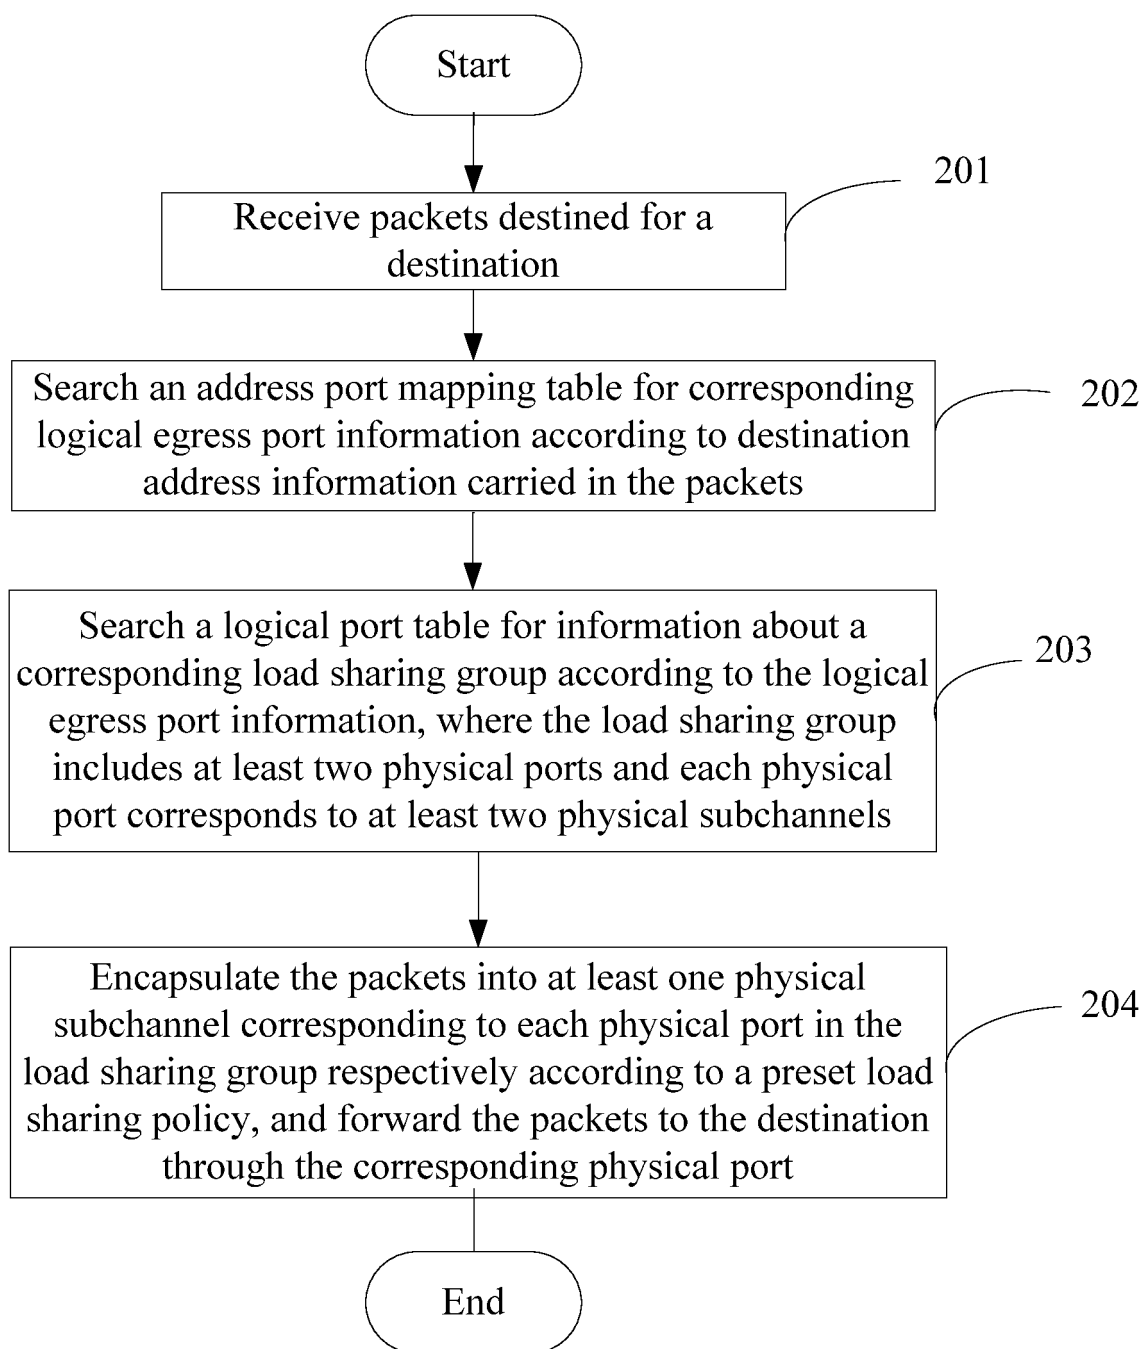 Start
201
Receive packets destined for a
destination
202
Search an address port mapping table for corresponding
logical egress port information according to destination
address information carried in the packets
203
Search a logical port table for information about a
corresponding load sharing group according to the logical
egress port information, where the load sharing group
includes at least two physical ports and each physical
port corresponds to at least two physical subchannels
204
Encapsulate the packets into at least one physical
subchannel corresponding to each physical port in the
load sharing group respectively according to a preset load
sharing policy, and forward the packets to the destination
through the corresponding physical port
End